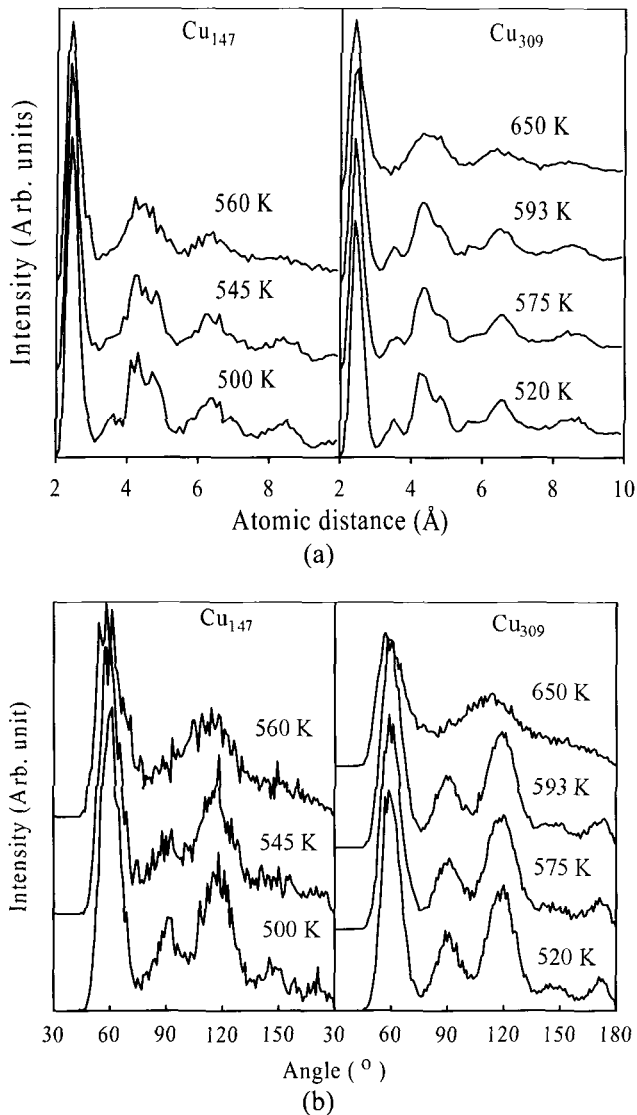 Cu147
Cu309
Intensity (Arb. units)
560 K
545 K
500 K
650 K
593 K
575 K
520 K
2 4 6 8 2 4 6 8 10
Atomic distance (Å)
(a)
Cu147
Cu309
Intensity (Arb. unit)
560 K
545 K
500 K
650 K
593 K
575 K
520 K
30 60 90 120 150 30 60 90 120 150 180
Angle ( o )
(b)